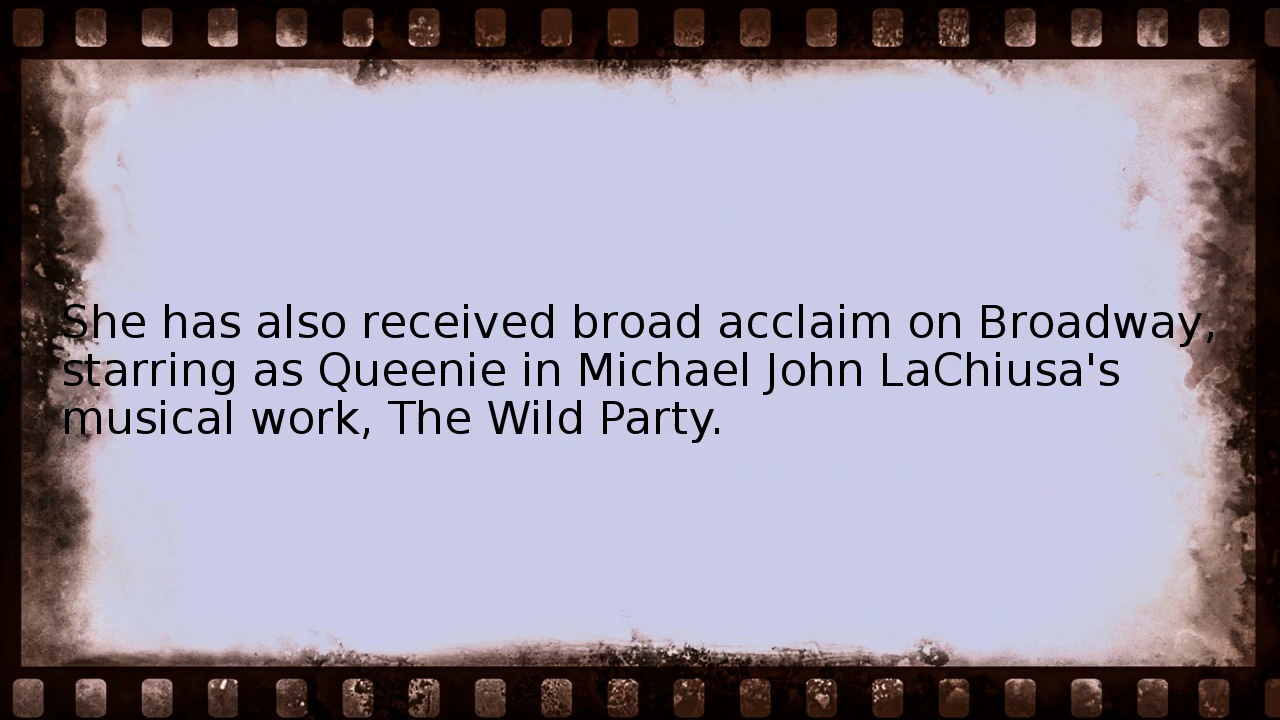 She has also received broad acclaim on Broadway,
starring as Queenie in Michael John LaChiusa's
musical work, The Wild Party.